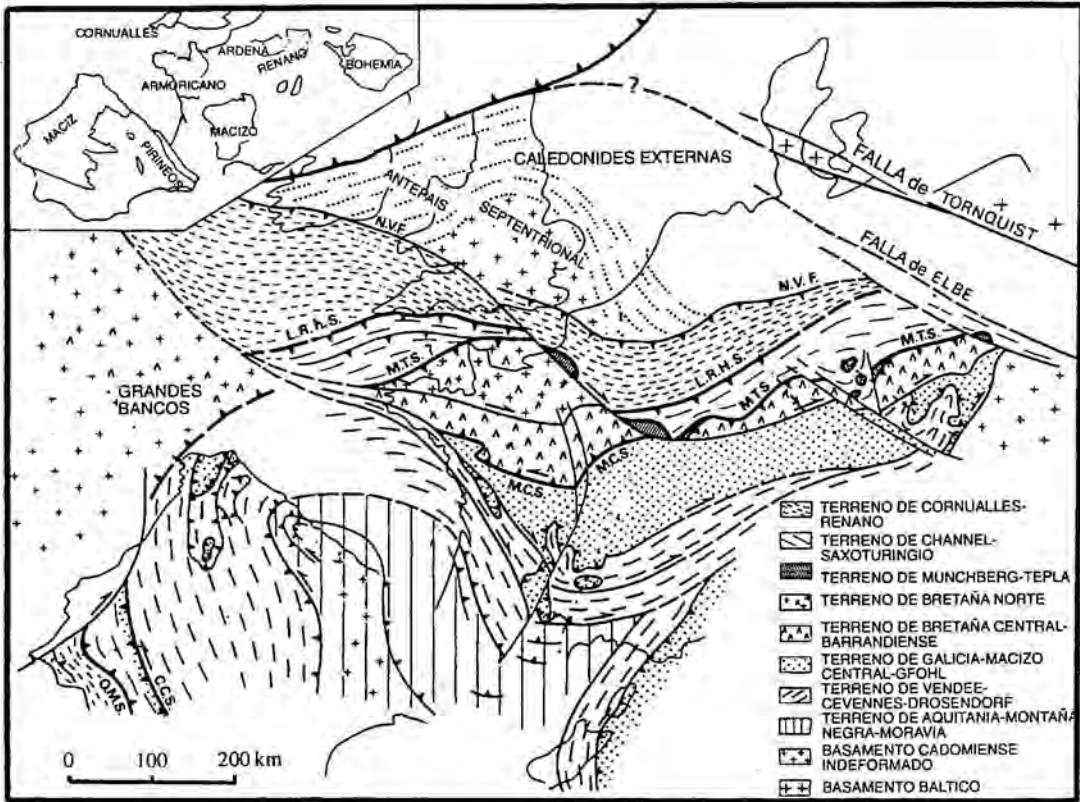 CORNUALLES
ARDENA
RENANO
BOHEMIA
ARMORICANO
MACIZ
MACIZO
PIRINEOS
?
CALEDONIDES EXTERNAS
FALLA de TORNQUIST
ANTEPAIS
SEPTENTRIONAL
N.V.F.
FALLA de ELBE
N.V.F.
L.R.h.S.
M.T.S. ?
L.R.H.S.
M.T.S.
M.T.S.
GRANDES
BANCOS
M.C.S.
M.C.S.
O.M.S.
C.C.S.
TERRENO DE CORNUALLES-
RENANO
TERRENO DE CHANNEL-
SAXOTURINGIO
TERRENO DE MUNCHBERG-TEPLA
TERRENO DE BRETAÑA NORTE
TERRENO DE BRETAÑA CENTRAL-
BARRANDIENSE
TERRENO DE GALICIA-MACIZO
CENTRAL-GFOHL
TERRENO DE VENDEE-
CEVENNES-DROSENDORF
TERRENO DE AQUITANIA-MONTAÑA
NEGRA-MORAVIA
BASAMENTO CADOMIENSE
INDEFORMADO
BASAMENTO BALTICO
0 100 200 km